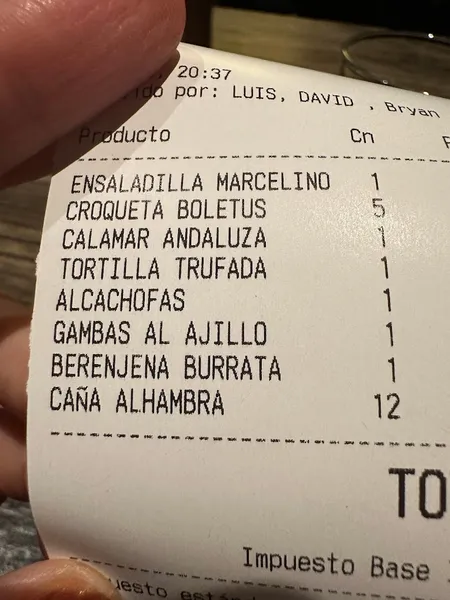 20:37
por: LUIS, DAVID , Bryan
Producto Cn
ENSALADILLA MARCELINO 1
CROQUETA BOLETUS 5
CALAMAR ANDALUZA 1
TORTILLA TRUFADA 1
ALCACHOFAS 1
GAMBAS AL AJILLO 1
BERENJENA BURRATA 1
CAÑA ALHAMBRA 12
TO
Impuesto Base